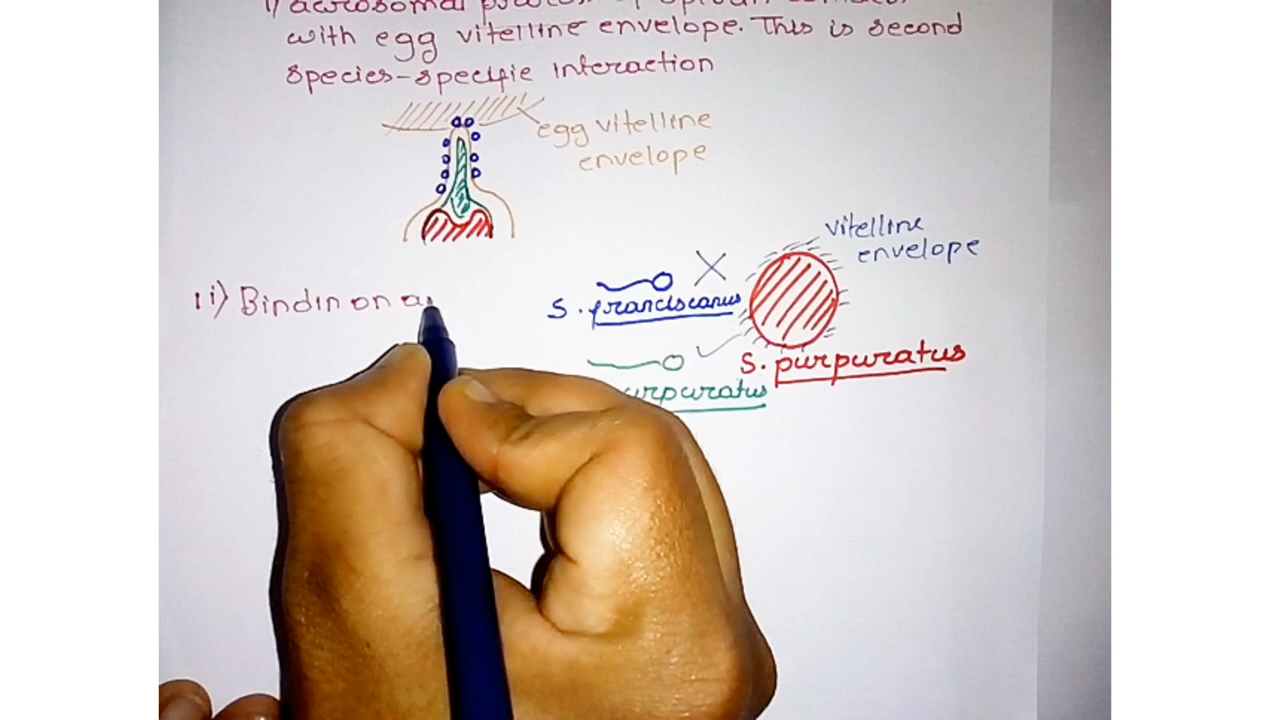 with egg vitelline envelope. This is second
species-specific interaction
egg vitelline
envelope
vitelline
envelope
ii) Bindin on a
S. franciscanus
S. purpuratus
urpuratus